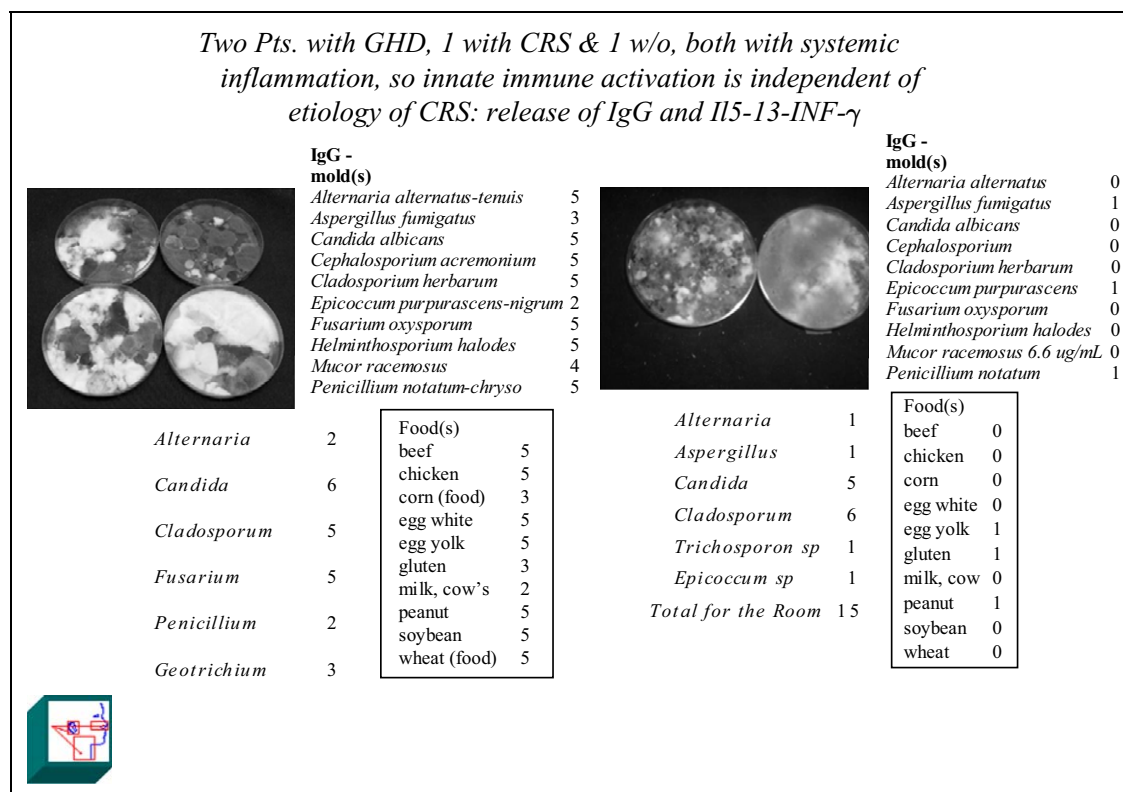 Two Pts. with GHD, 1 with CRS & 1 w/o, both with systemic
inflammation, so innate immune activation is independent of
etiology of CRS: release of IgG and Il5-13-INF-γ
IgG -
mold(s)
Alternaria alternatus-tenuis 5
Aspergillus fumigatus 3
Candida albicans 5
Cephalosporium acremonium 5
Cladosporium herbarum 5
Epicoccum purpurascens-nigrum 2
Fusarium oxysporum 5
Helminthosporium halodes 5
Mucor racemosus 4
Penicillium notatum-chryso 5
Alternaria 2
Candida 6
Cladosporum 5
Fusarium 5
Penicillium 2
Geotrichium 3
Food(s)
beef 5
chicken 5
corn (food) 3
egg white 5
egg yolk 5
gluten 3
milk, cow's 2
peanut 5
soybean 5
wheat (food) 5
IgG -
mold(s)
Alternaria alternatus 0
Aspergillus fumigatus 1
Candida albicans 0
Cephalosporium 0
Cladosporium herbarum 0
Epicoccum purpurascens 1
Fusarium oxysporum 0
Helminthosporium halodes 0
Mucor racemosus 6.6 ug/mL 0
Penicillium notatum 1
Alternaria 1
Aspergillus 1
Candida 5
Cladosporum 6
Trichosporon sp 1
Epicoccum sp 1
Total for the Room 15
Food(s)
beef 0
chicken 0
corn 0
egg white 0
egg yolk 1
gluten 1
milk, cow 0
peanut 1
soybean 0
wheat 0